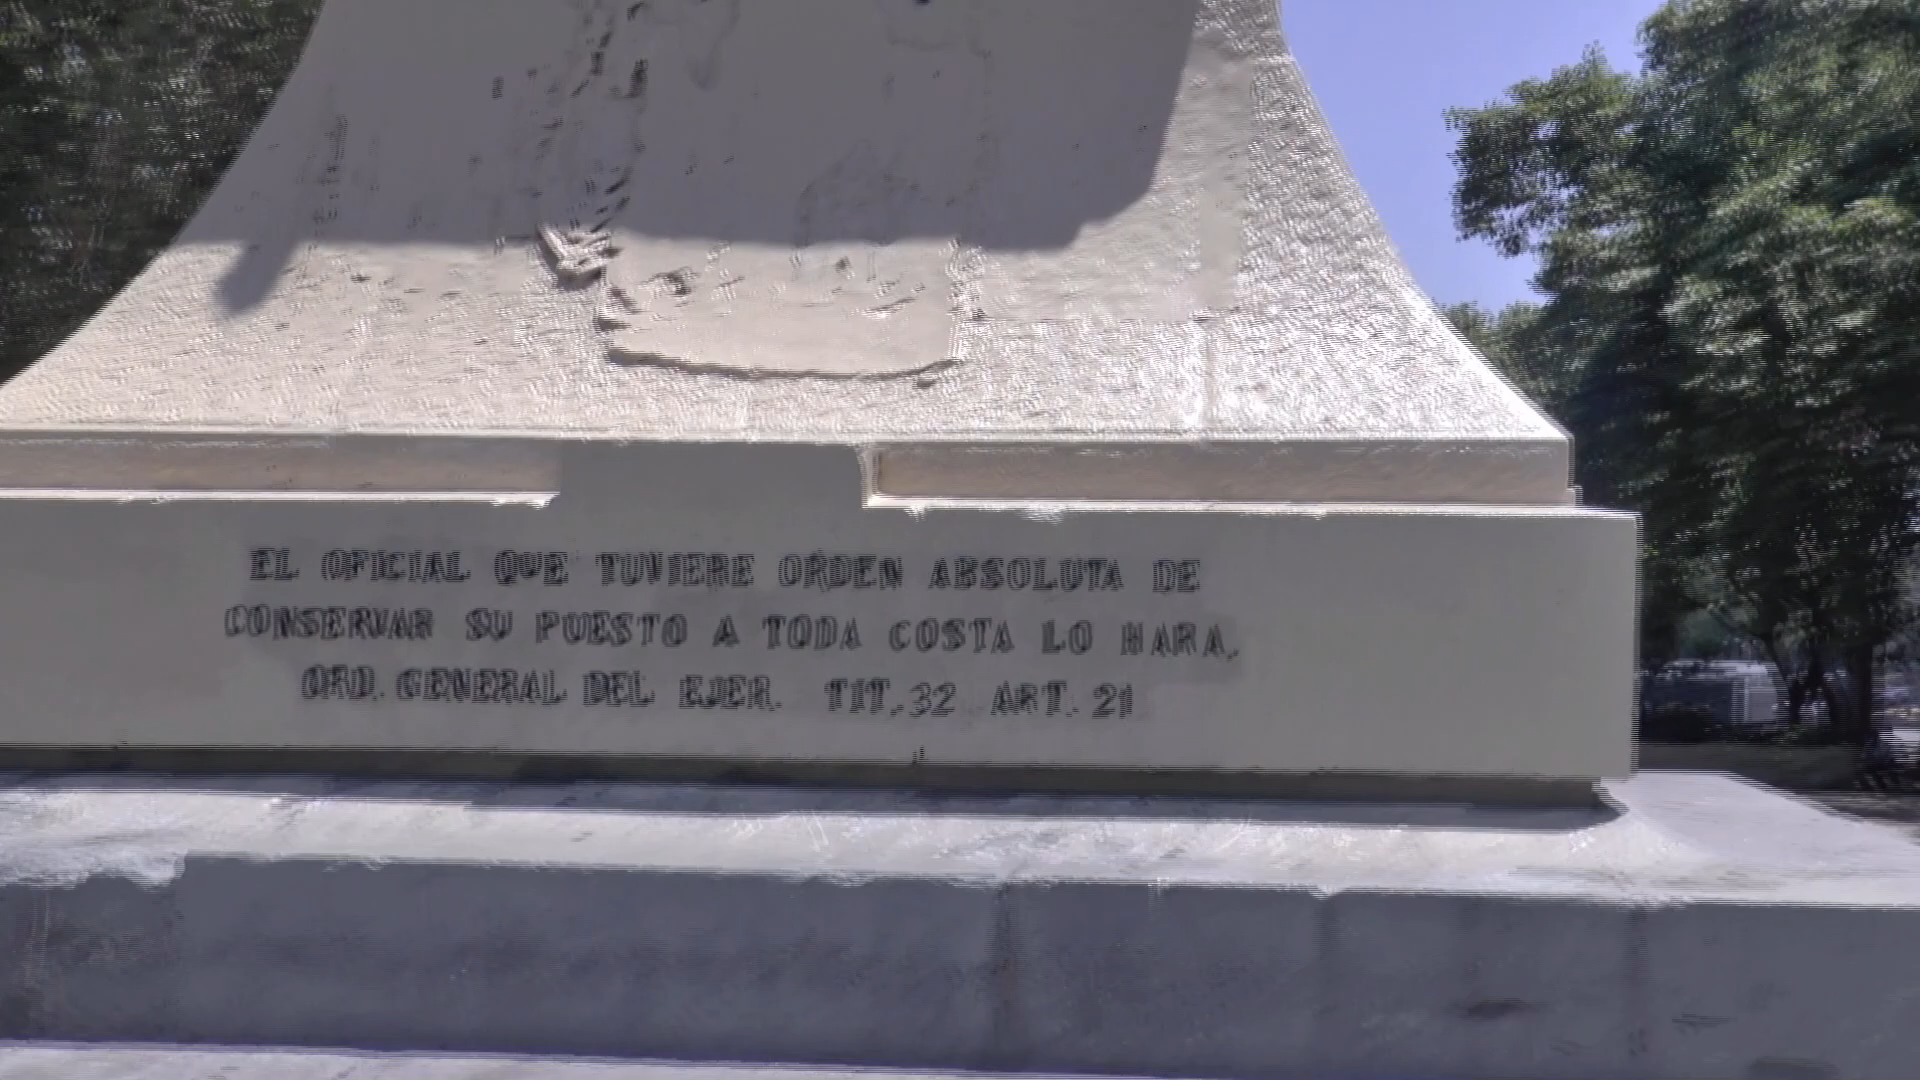 EL OFICIAL QUE TUVIERE ORDEN ABSOLUTA DE
CONSERVAR SU PUESTO A TODA COSTA LO HARA.
ORD. GENERAL DEL EJER. TIT. 32 ART. 21